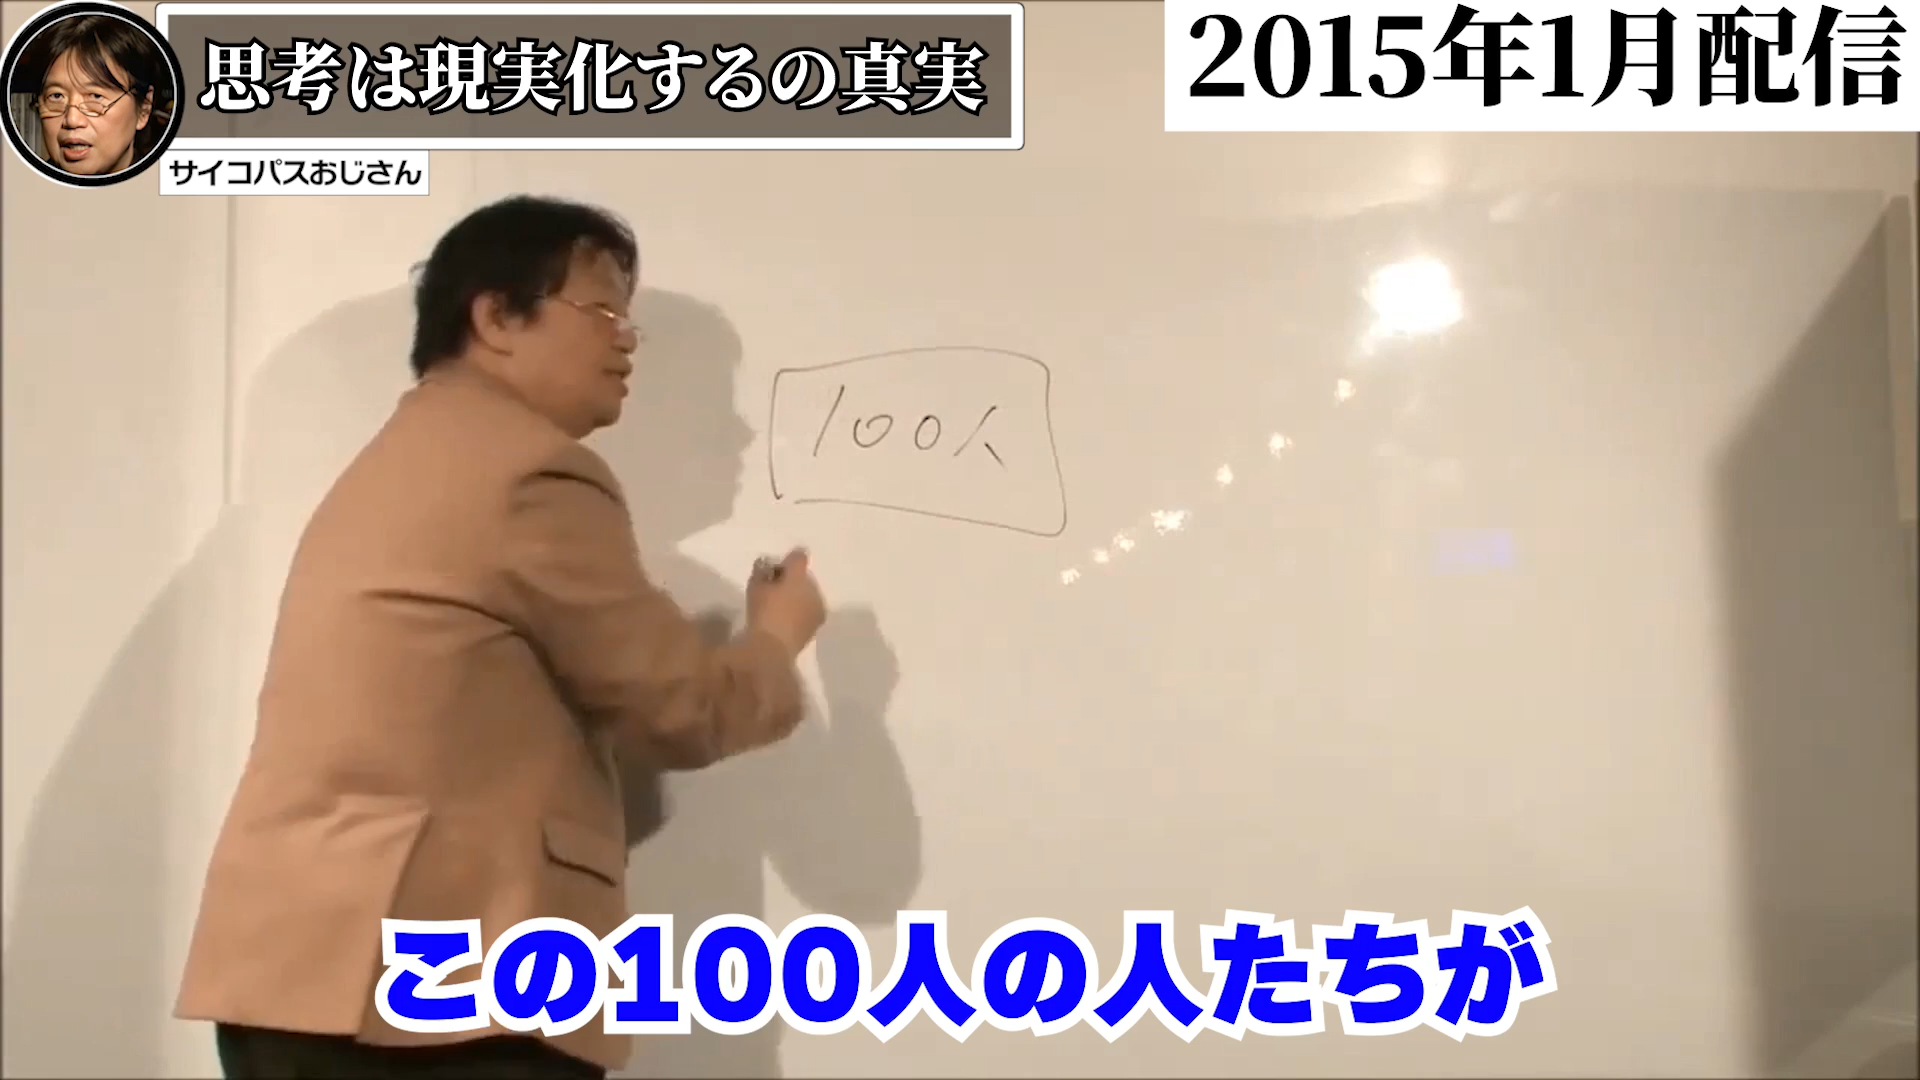 思考は現実化するの真実
2015年1月配信
サイコパスおじさん
100人
この100人の人たちが